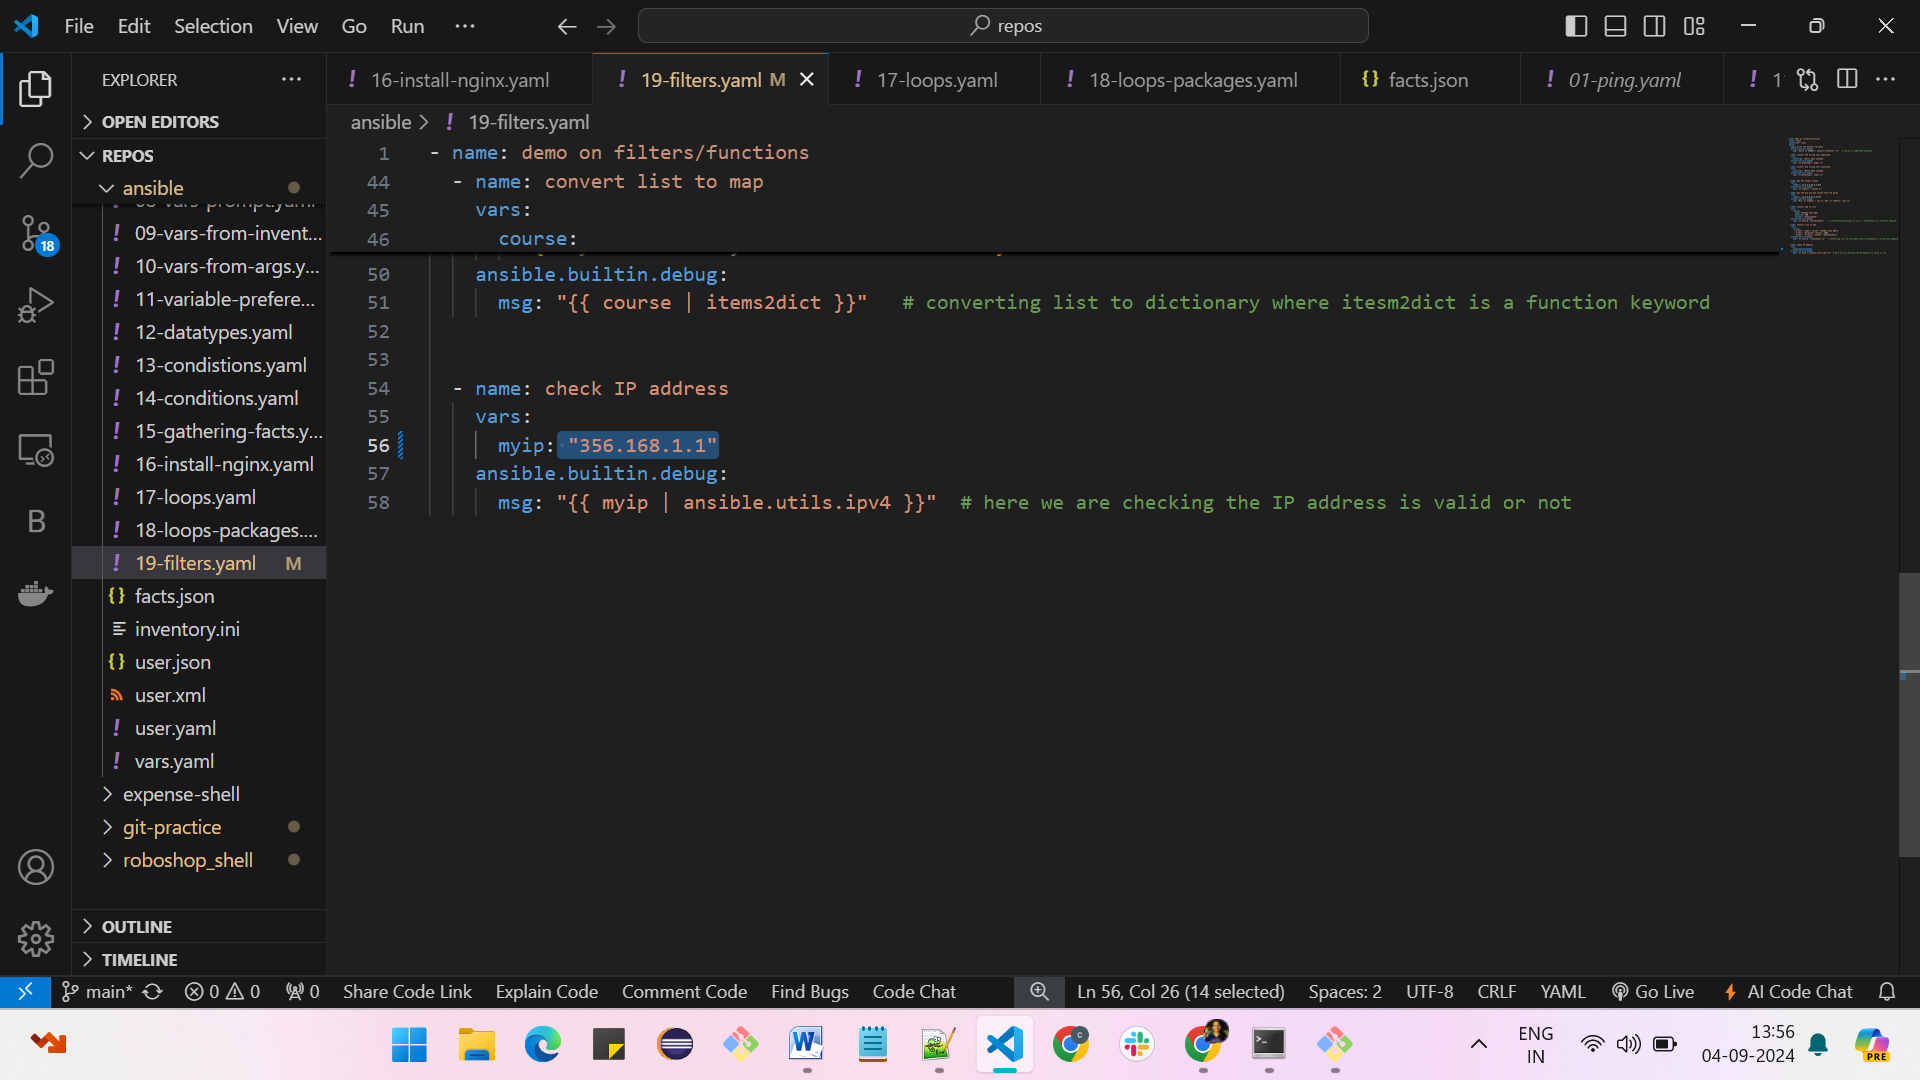 File Edit Selection View Go Run ···
repos
EXPLORER ···
OPEN EDITORS
REPOS
ansible
08-vars-prompt.yaml
09-vars-from-invent...
10-vars-from-args.y...
11-variable-prefere...
12-datatypes.yaml
13-condistions.yaml
14-conditions.yaml
15-gathering-facts.y...
16-install-nginx.yaml
17-loops.yaml
18-loops-packages....
19-filters.yaml M
facts.json
inventory.ini
user.json
user.xml
user.yaml
vars.yaml
expense-shell
git-practice
roboshop_shell
OUTLINE
TIMELINE
18
B
! 16-install-nginx.yaml ! 19-filters.yaml M ! 17-loops.yaml ! 18-loops-packages.yaml {} facts.json ! 01-ping.yaml ! 1
ansible > ! 19-filters.yaml
1 - name: demo on filters/functions
44 - name: convert list to map
45 vars:
46 course:
50 ansible.builtin.debug:
51 msg: "{{ course | items2dict }}" # converting list to dictionary where itesm2dict is a function keyword
52
53
54 - name: check IP address
55 vars:
56 myip: "356.168.1.1"
57 ansible.builtin.debug:
58 msg: "{{ myip | ansible.utils.ipv4 }}" # here we are checking the IP address is valid or not
main* 0 0 0 Share Code Link Explain Code Comment Code Find Bugs Code Chat Ln 56, Col 26 (14 selected) Spaces: 2 UTF-8 CRLF YAML Go Live AI Code Chat
ENG
IN
13:56
04-09-2024
PRE